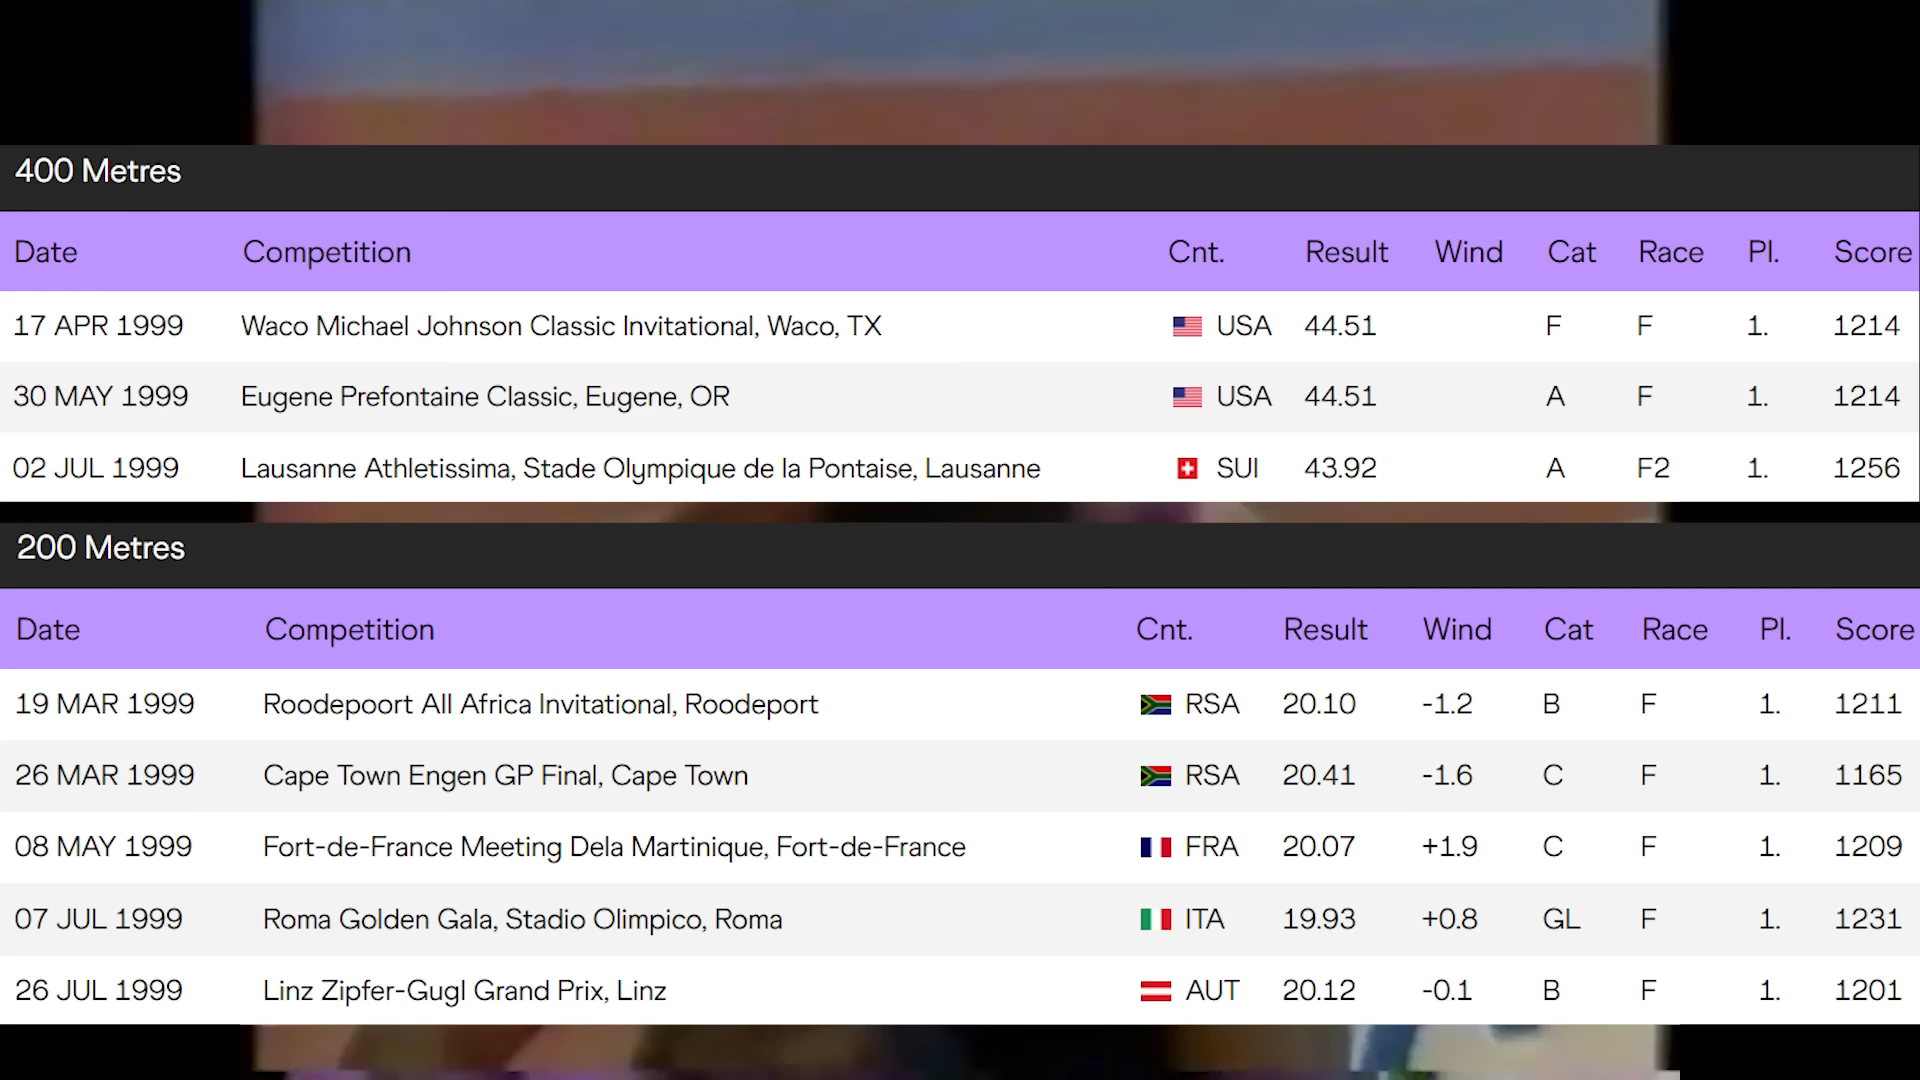 400 Metres
Date Competition Cnt. Result Wind Cat Race Pl. Score
17 APR 1999 Waco Michael Johnson Classic Invitational, Waco, TX USA 44.51 F F 1. 1214
30 MAY 1999 Eugene Prefontaine Classic, Eugene, OR USA 44.51 A F 1. 1214
02 JUL 1999 Lausanne Athletissima, Stade Olympique de la Pontaise, Lausanne SUI 43.92 A F2 1. 1256
200 Metres
Date Competition Cnt. Result Wind Cat Race Pl. Score
19 MAR 1999 Roodepoort All Africa Invitational, Roodeport RSA 20.10 -1.2 B F 1. 1211
26 MAR 1999 Cape Town Engen GP Final, Cape Town RSA 20.41 -1.6 C F 1. 1165
08 MAY 1999 Fort-de-France Meeting Dela Martinique, Fort-de-France FRA 20.07 +1.9 C F 1. 1209
07 JUL 1999 Roma Golden Gala, Stadio Olimpico, Roma ITA 19.93 +0.8 GL F 1. 1231
26 JUL 1999 Linz Zipfer-Gugl Grand Prix, Linz AUT 20.12 -0.1 B F 1. 1201